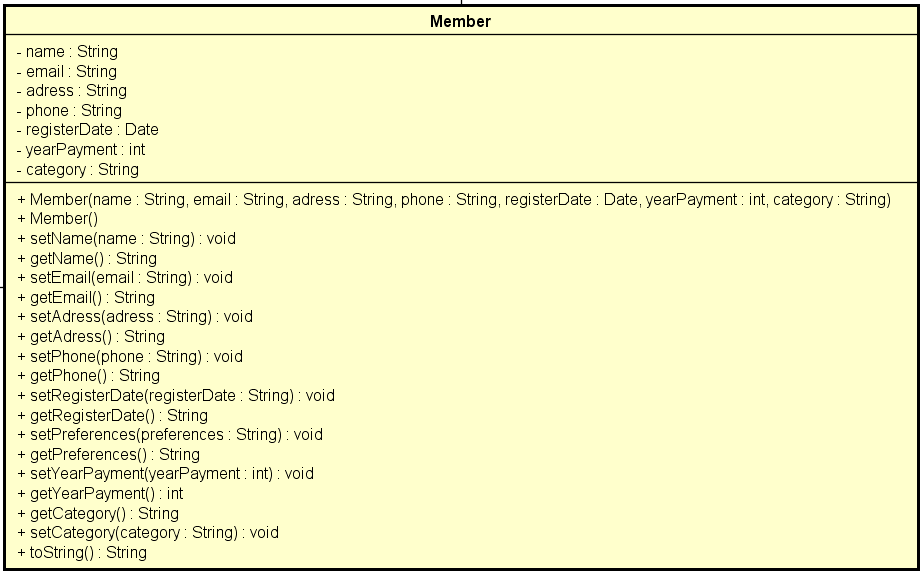 Member
- name : String
- email : String
- adress : String
- phone : String
- registerDate : Date
- yearPayment : int
- category : String
+ Member(name : String, email : String, adress : String, phone : String, registerDate : Date, yearPayment : int, category : String)
+ Member()
+ setName(name : String) : void
+ getName() : String
+ setEmail(email : String) : void
+ getEmail() : String
+ setAdress(adress : String) : void
+ getAdress() : String
+ setPhone(phone : String) : void
+ getPhone() : String
+ setRegisterDate(registerDate : String) : void
+ getRegisterDate() : String
+ setPreferences(preferences : String) : void
+ getPreferences() : String
+ setYearPayment(yearPayment : int) : void
+ getYearPayment() : int
+ getCategory() : String
+ setCategory(category : String) : void
+ toString() : String